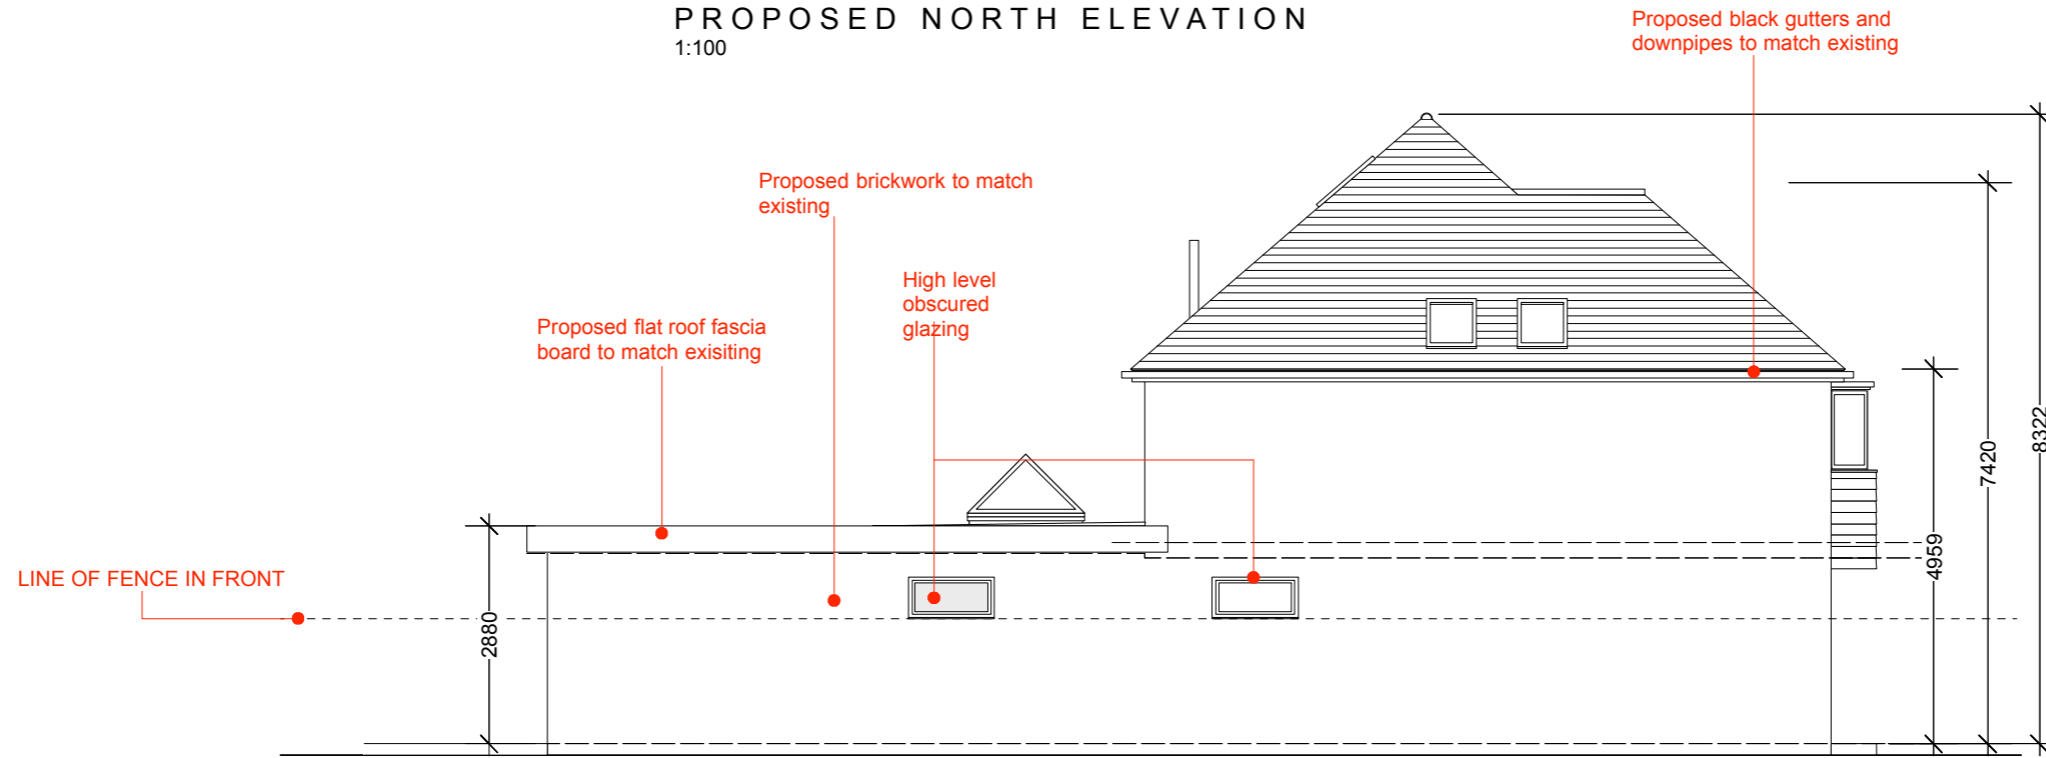 PROPOSED NORTH ELEVATION
1:100
Proposed black gutters and
downpipes to match existing
Proposed brickwork to match
existing
High level
obscured
glazing
Proposed flat roof fascia
board to match exisiting
LINE OF FENCE IN FRONT
2880
4959
7420
8322